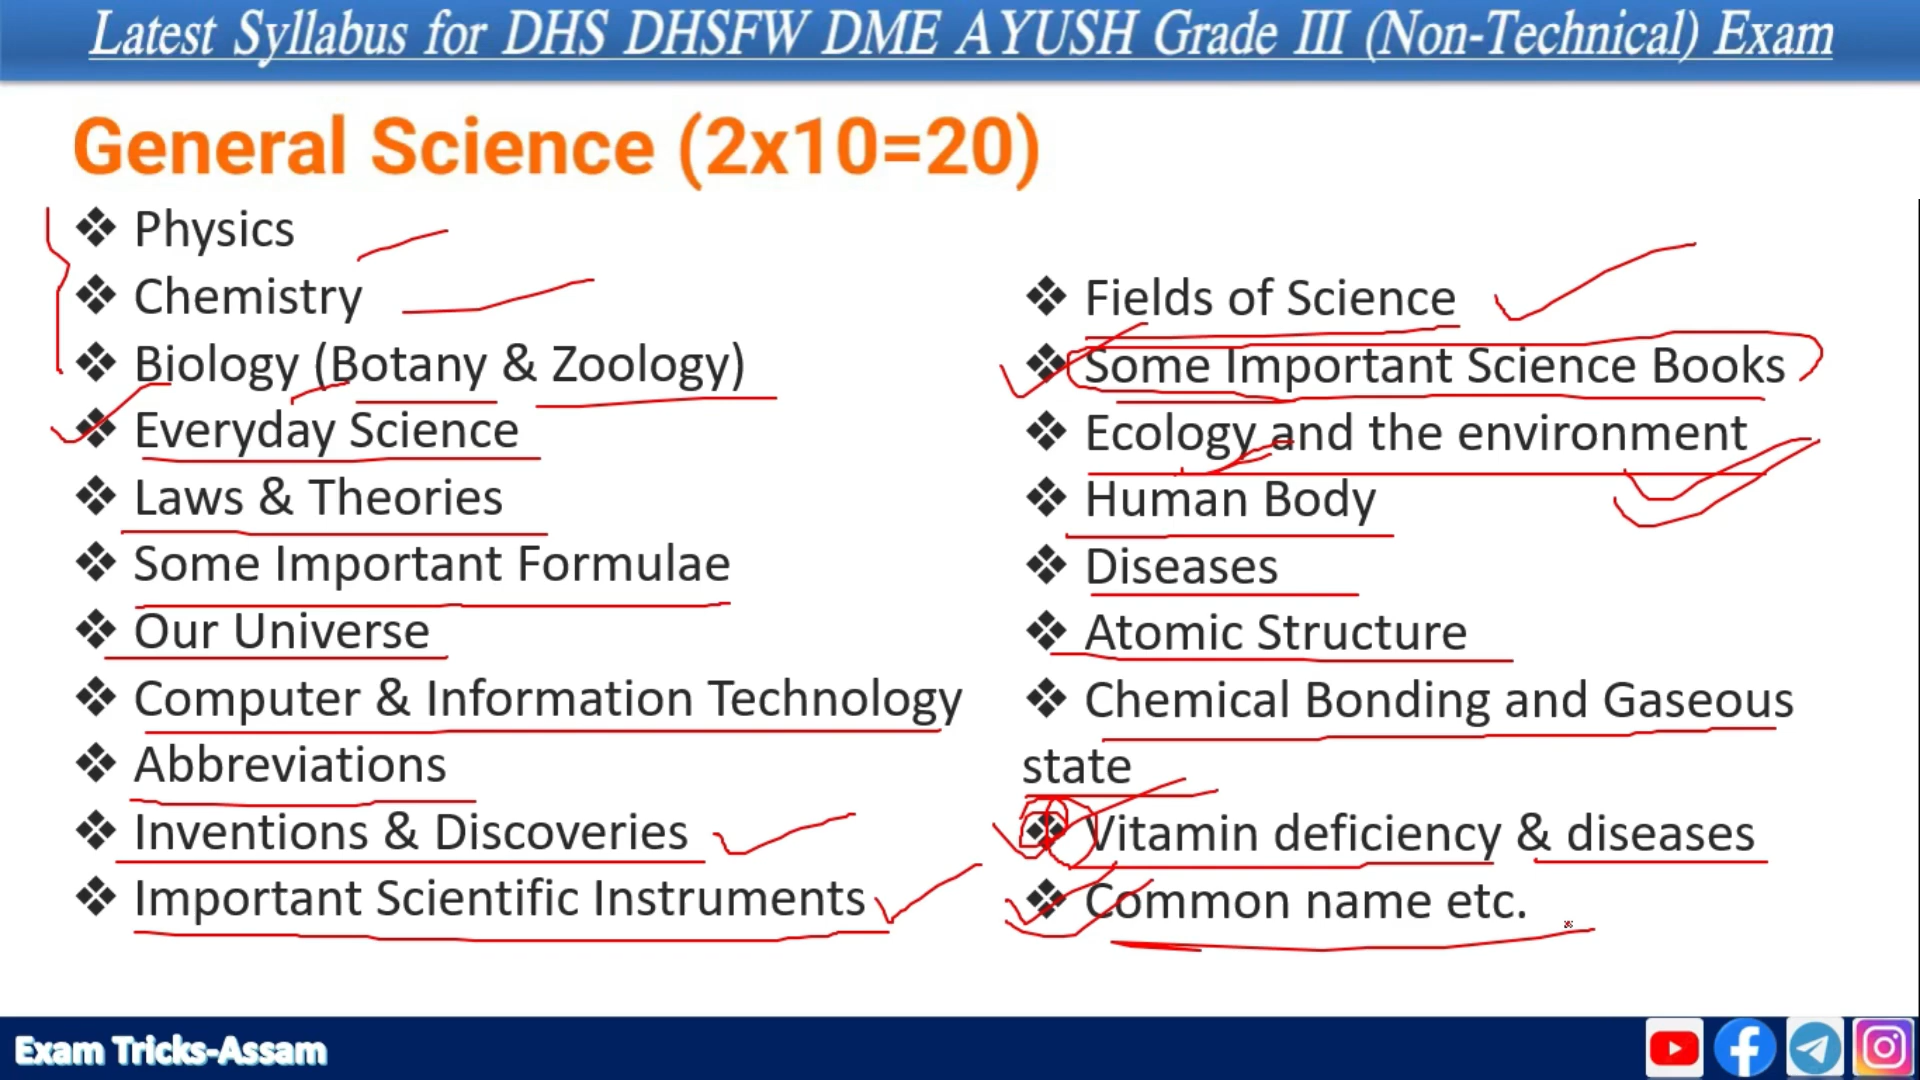 Latest Syllabus for DHS DHSFW DME AYUSH Grade III (Non-Technical) Exam
General Science (2x10=20)
❖ Physics
❖ Chemistry
❖ Biology (Botany & Zoology)
❖ Everyday Science
❖ Laws & Theories
❖ Some Important Formulae
❖ Our Universe
❖ Computer & Information Technology
❖ Abbreviations
❖ Inventions & Discoveries
❖ Important Scientific Instruments
❖ Fields of Science
❖ Some Important Science Books
❖ Ecology and the environment
❖ Human Body
❖ Diseases
❖ Atomic Structure
❖ Chemical Bonding and Gaseous
state
❖ Vitamin deficiency & diseases
❖ Common name etc.
Exam Tricks-Assam